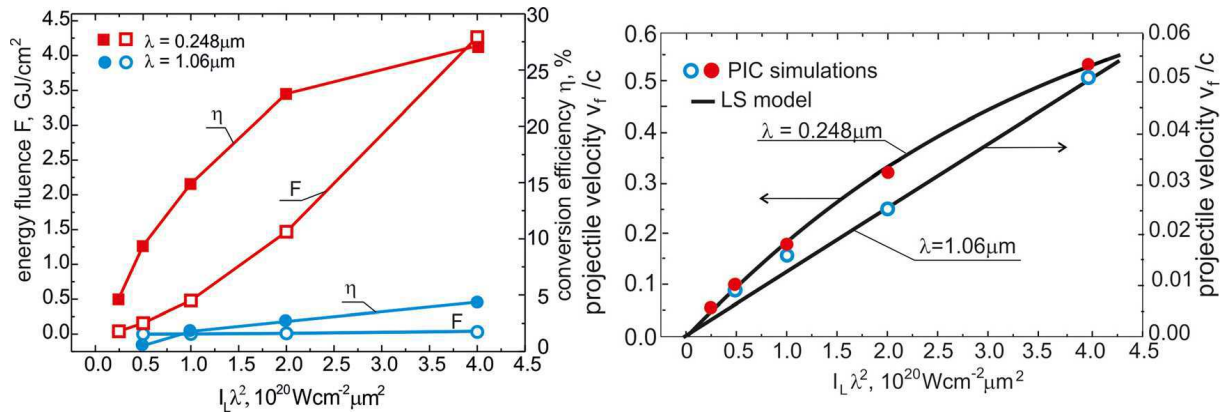 energy fluence F, GJ/cm²
4.5
4.0
3.5
3.0
2.5
2.0
1.5
1.0
0.5
0.0
λ = 0.248μm
λ = 1.06μm
η
F
η
F
0.0 0.5 1.0 1.5 2.0 2.5 3.0 3.5 4.0
I_L λ², 10²⁰Wcm⁻²μm²
30
25
20
15
10
5
0
conversion efficiency η, %
projectile velocity v_f /c
0.6
0.5
0.4
0.3
0.2
0.1
0.0
PIC simulations
LS model
λ = 0.248μm
λ=1.06μm
0 0.5 1.0 1.5 2.0 2.5 3.0 3.5 4.0
I_L λ², 10²⁰Wcm⁻²μm²
0.06
0.05
0.04
0.03
0.02
0.01
0.00
projectile velocity v_f /c